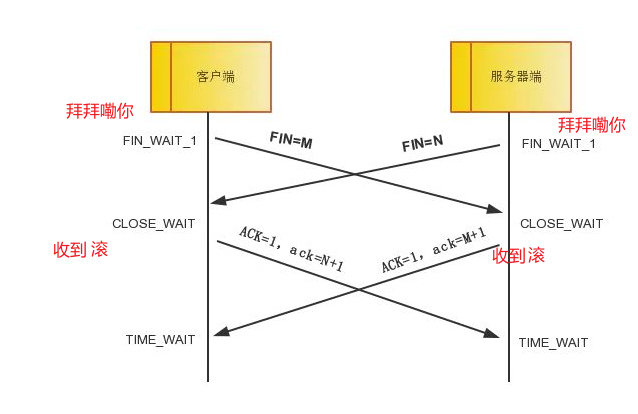 客户端
服务器端
拜拜嘞你
拜拜嘞你
FIN_WAIT_1
FIN=M
FIN=N
FIN_WAIT_1
CLOSE_WAIT
CLOSE_WAIT
收到 滚
ACK=1, ack=N+1
ACK=1, ack=M+1
收到滚
TIME_WAIT
TIME_WAIT